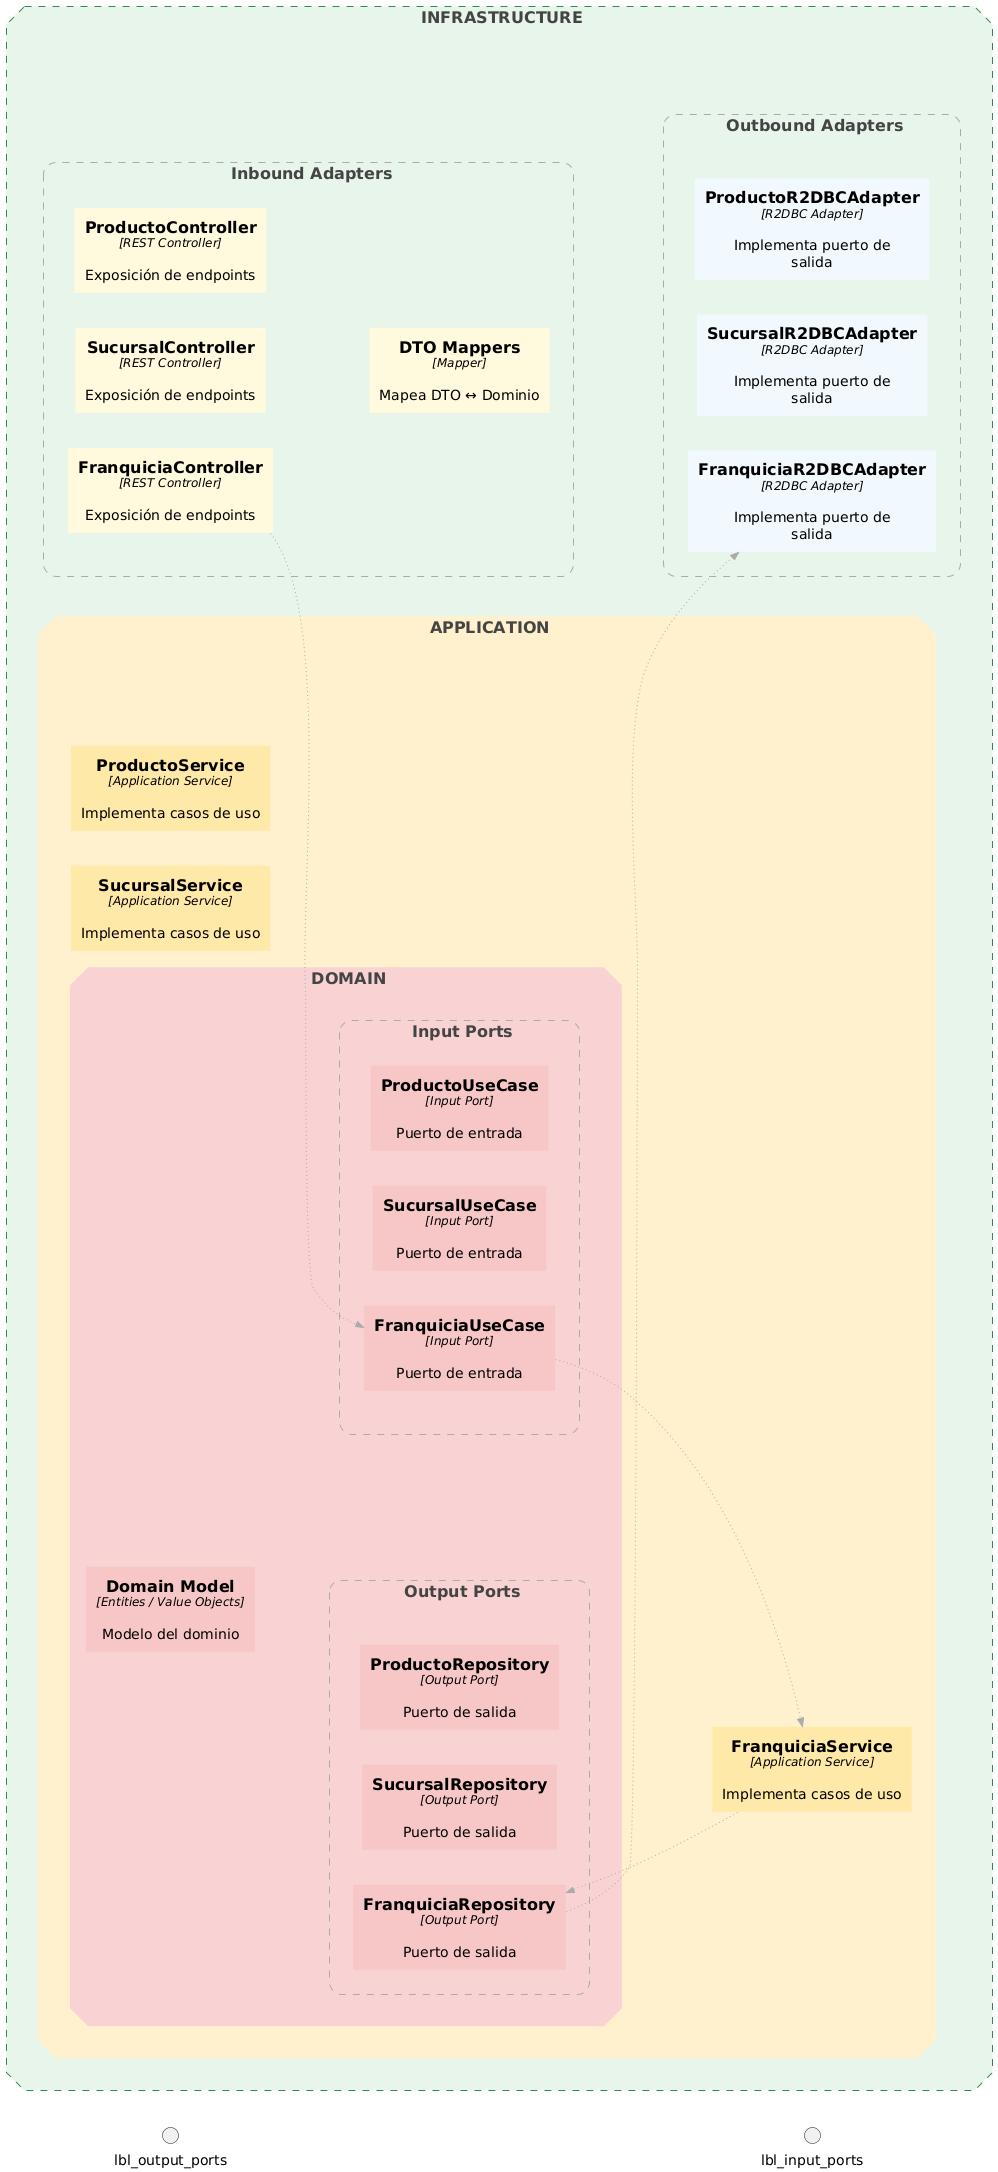 INFRASTRUCTURE
Inbound Adapters
ProductoController
[REST Controller]
Exposición de endpoints
SucursalController
[REST Controller]
Exposición de endpoints
FranquiciaController
[REST Controller]
Exposición de endpoints
DTO Mappers
[Mapper]
Mapea DTO ↔ Dominio
Outbound Adapters
ProductoR2DBCAdapter
[R2DBC Adapter]
Implementa puerto de
salida
SucursalR2DBCAdapter
[R2DBC Adapter]
Implementa puerto de
salida
FranquiciaR2DBCAdapter
[R2DBC Adapter]
Implementa puerto de
salida
APPLICATION
ProductoService
[Application Service]
Implementa casos de uso
SucursalService
[Application Service]
Implementa casos de uso
DOMAIN
Input Ports
ProductoUseCase
[Input Port]
Puerto de entrada
SucursalUseCase
[Input Port]
Puerto de entrada
FranquiciaUseCase
[Input Port]
Puerto de entrada
Domain Model
[Entities / Value Objects]
Modelo del dominio
Output Ports
ProductoRepository
[Output Port]
Puerto de salida
SucursalRepository
[Output Port]
Puerto de salida
FranquiciaRepository
[Output Port]
Puerto de salida
FranquiciaService
[Application Service]
Implementa casos de uso
lbl_output_ports
lbl_input_ports